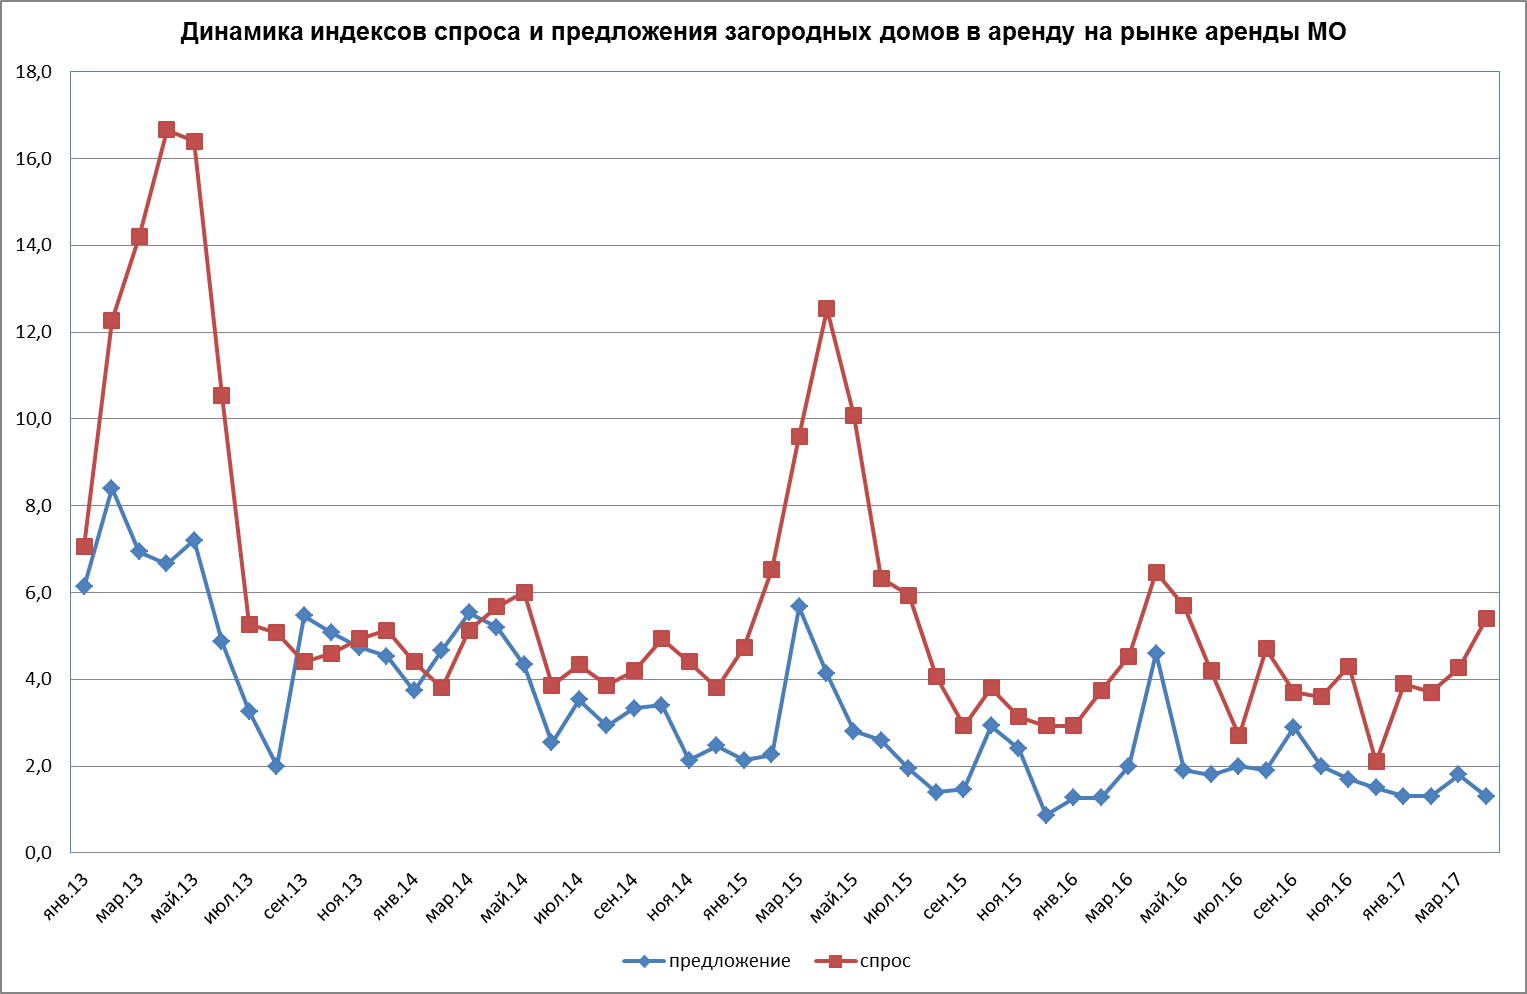 Динамика индексов спроса и предложения загородных домов в аренду на рынке аренды МО
18,0
16,0
14,0
12,0
10,0
8,0
6,0
4,0
2,0
0,0
янв.13
мар.13
май.13
июл.13
сен.13
ноя.13
янв.14
мар.14
май.14
июл.14
сен.14
ноя.14
янв.15
мар.15
май.15
июл.15
сен.15
ноя.15
янв.16
мар.16
май.16
июл.16
сен.16
ноя.16
янв.17
мар.17
предложение
спрос